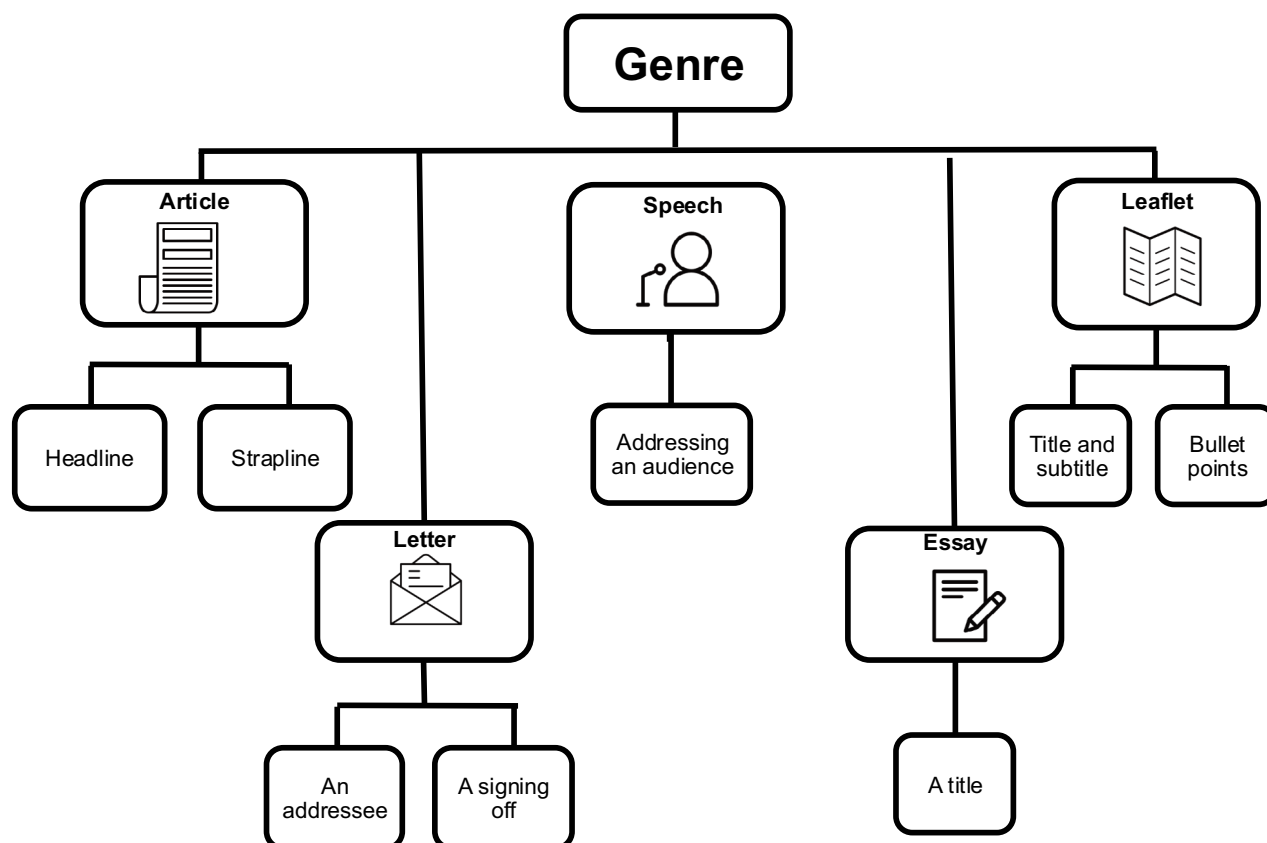 Genre
Article
Speech
Leaflet
Headline
Strapline
Addressing
an audience
Title and
subtitle
Bullet
points
Letter
Essay
An
addressee
A signing
off
A title